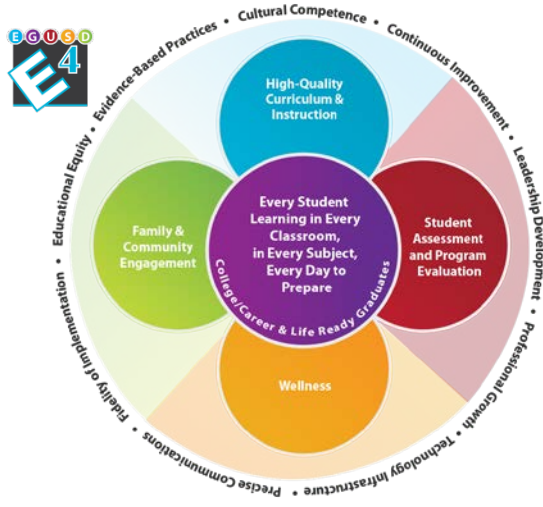 EGUSD
E4
Cultural Competence • Continuous Improvement • Leadership Development • Professional Growth • Technology Infrastructure • Precise Communications • Fidelity of Implementation • Educational Equity • Evidence-Based Practices •
High-Quality
Curriculum &
Instruction
Family &
Community
Engagement
Every Student
Learning in Every
Classroom,
in Every Subject,
Every Day to
Prepare
College/Career & Life Ready Graduates
Student
Assessment
and Program
Evaluation
Wellness